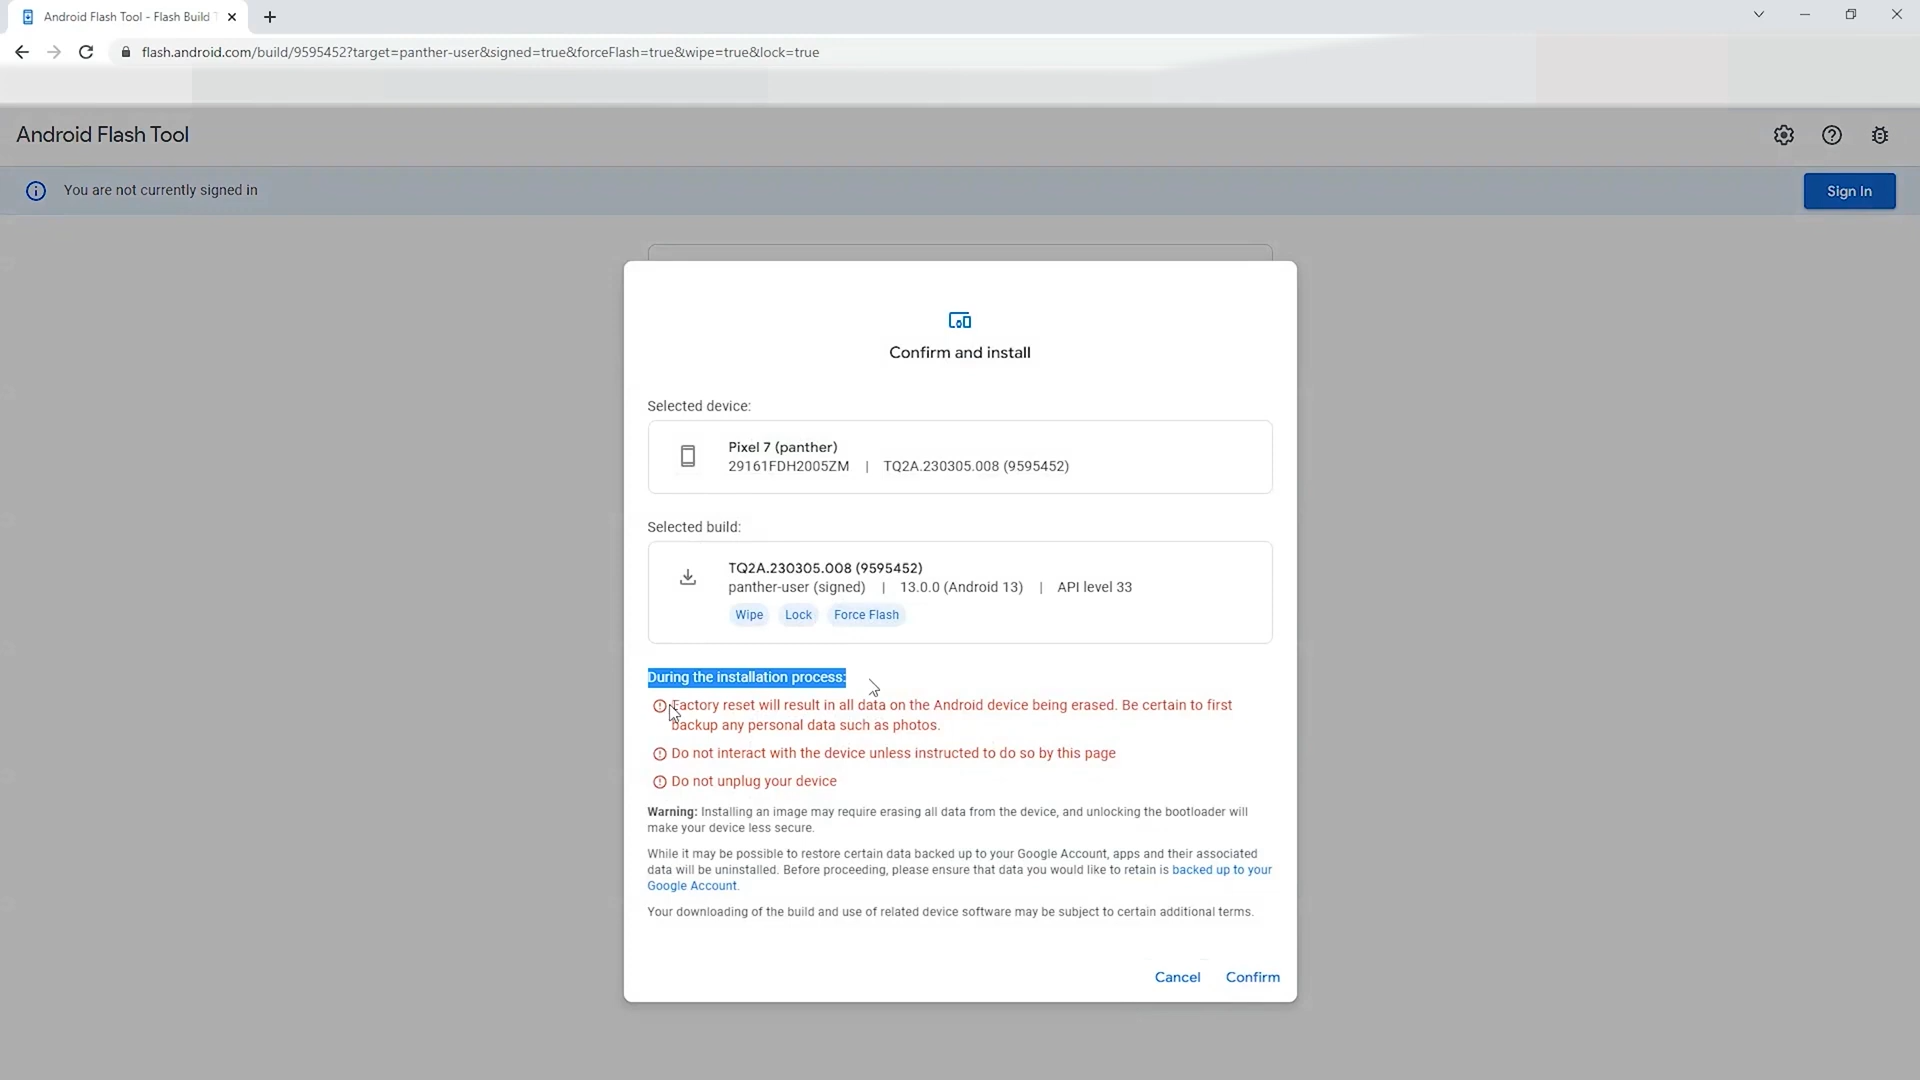 Android Flash Tool - Flash Build T
flash.android.com/build/9595452?target=panther-user&signed=true&forceFlash=true&wipe=true&lock=true
Android Flash Tool
You are not currently signed in
Sign In
Confirm and install
Selected device:
Pixel 7 (panther)
29161FDH2005ZM | TQ2A.230305.008 (9595452)
Selected build:
TQ2A.230305.008 (9595452)
panther-user (signed) | 13.0.0 (Android 13) | API level 33
Wipe Lock Force Flash
During the installation process:
Factory reset will result in all data on the Android device being erased. Be certain to first
backup any personal data such as photos.
Do not interact with the device unless instructed to do so by this page
Do not unplug your device
Warning: Installing an image may require erasing all data from the device, and unlocking the bootloader will
make your device less secure.
While it may be possible to restore certain data backed up to your Google Account, apps and their associated
data will be uninstalled. Before proceeding, please ensure that data you would like to retain is backed up to your
Google Account.
Your downloading of the build and use of related device software may be subject to certain additional terms.
Cancel Confirm